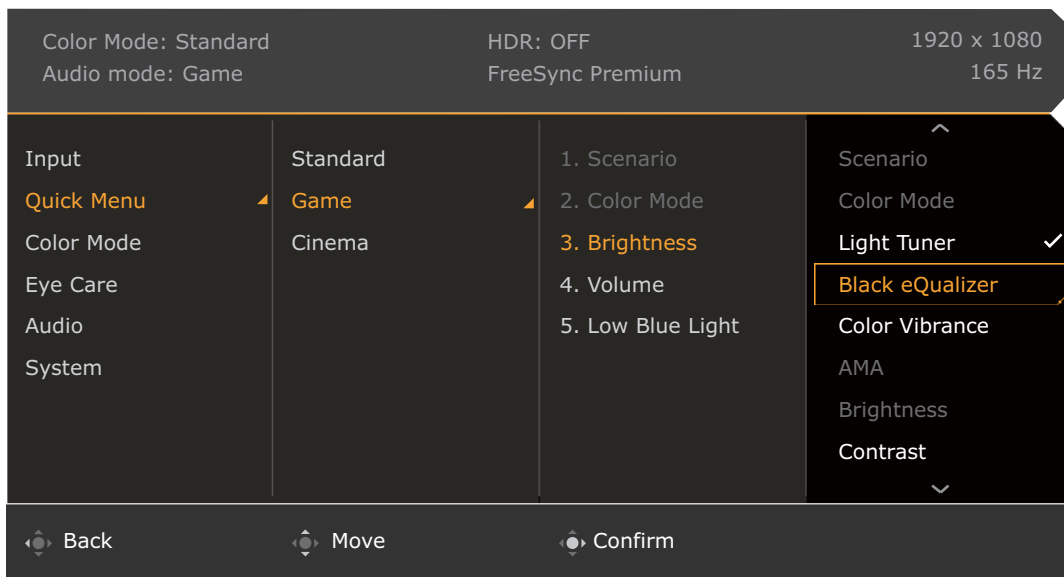 Color Mode: Standard
HDR: OFF
1920 x 1080
Audio mode: Game
FreeSync Premium
165 Hz
Input
Quick Menu
Color Mode
Eye Care
Audio
System
Standard
Game
Cinema
1. Scenario
2. Color Mode
3. Brightness
4. Volume
5. Low Blue Light
Scenario
Color Mode
Light Tuner
Black eQualizer
Color Vibrance
AMA
Brightness
Contrast
Back
Move
Confirm